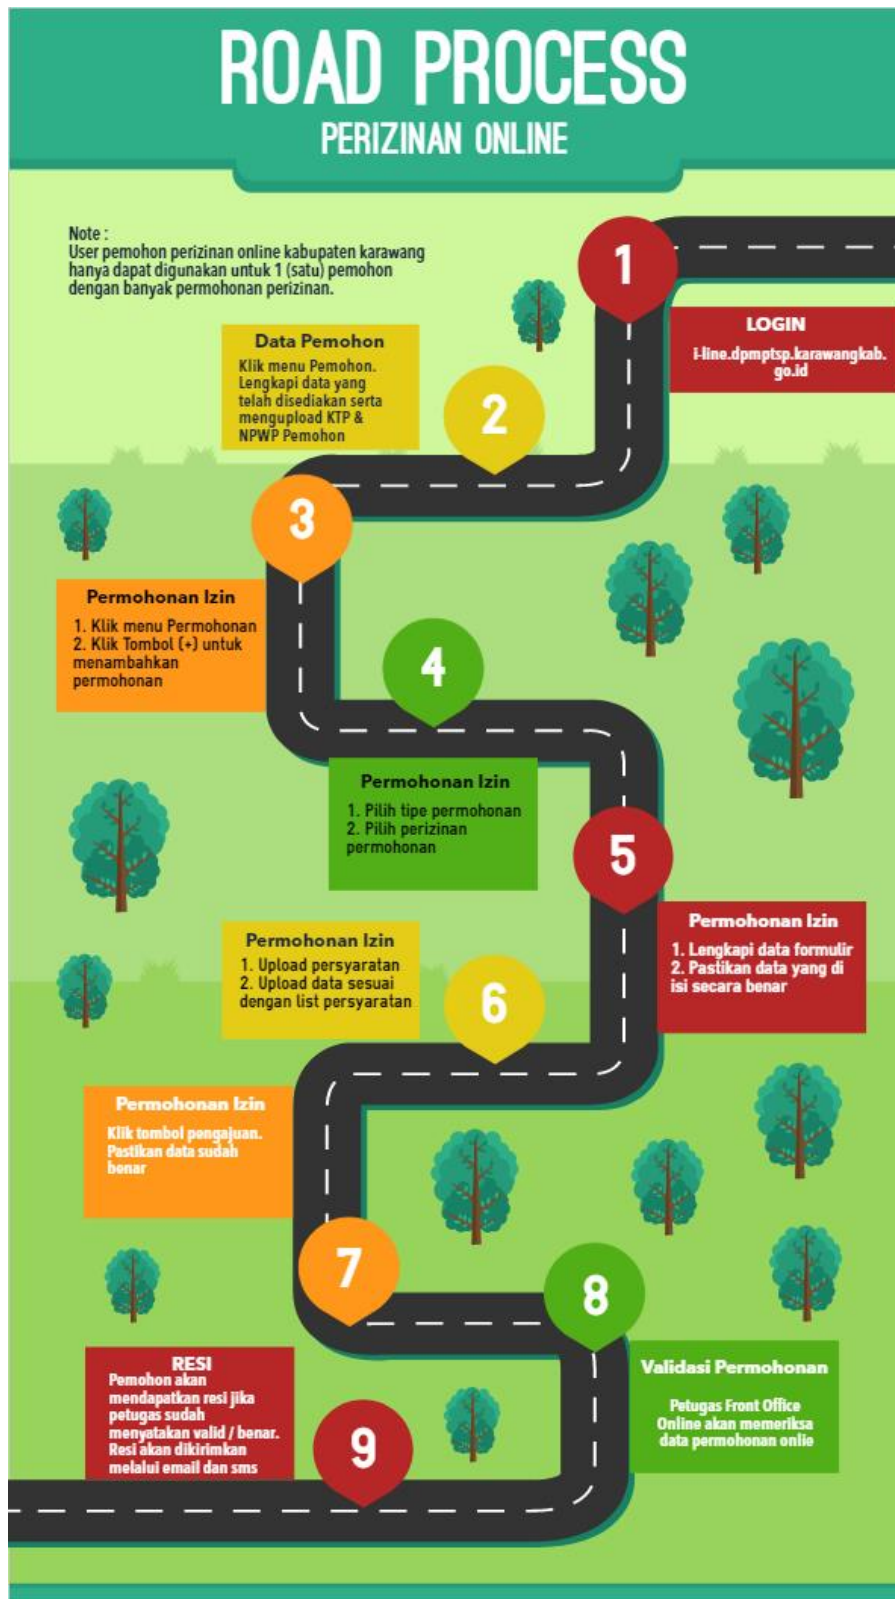 ROAD PROCESS
PERIZINAN ONLINE
Note :
User pemohon perizinan online kabupaten karawang
hanya dapat digunakan untuk 1 (satu) pemohon
dengan banyak permohonan perizinan.
1
LOGIN
i-line.dpmptsp.karawangkab.
go.id
Data Pemohon
Klik menu Pemohon.
Lengkapi data yang
telah disediakan serta
mengupload KTP &
NPWP Pemohon
2
3
Permohonan Izin
1. Klik menu Permohonan
2. Klik Tombol (+) untuk
menambahkan
permohonan
4
Permohonan Izin
1. Pilih tipe permohonan
2. Pilih perizinan
permohonan
5
Permohonan Izin
1. Lengkapi data formulir
2. Pastikan data yang di
isi secara benar
Permohonan Izin
1. Upload persyaratan
2. Upload data sesuai
dengan list persyaratan
6
Permohonan Izin
Klik tombol pengajuan.
Pastikan data sudah
benar
7
8
Validasi Permohonan
Petugas Front Office
Online akan memeriksa
data permohonan onlie
RESI
Pemohon akan
mendapatkan resi jika
petugas sudah
menyatakan valid / benar.
Resi akan dikirimkan
melalui email dan sms
9